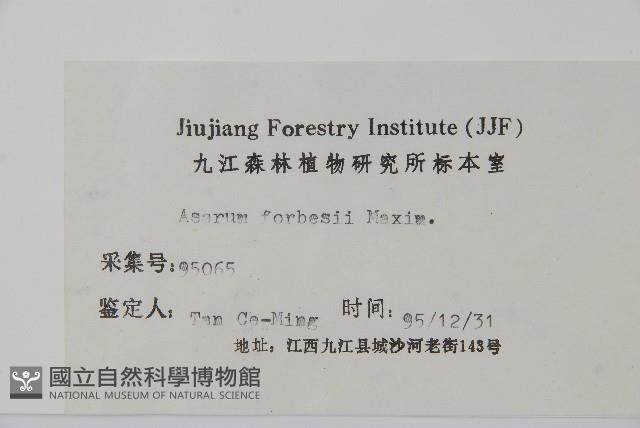 Jiujiang Forestry Institute (JJF)
九江森林植物研究所标本室
Asarum forbesii Maxim.
采集号:95065
鉴定人: Tan Ce-Ming 时间: 95/12/31
地址: 江西九江县城沙河老街143号
國立自然科學博物館
NATIONAL MUSEUM OF NATURAL SCIENCE